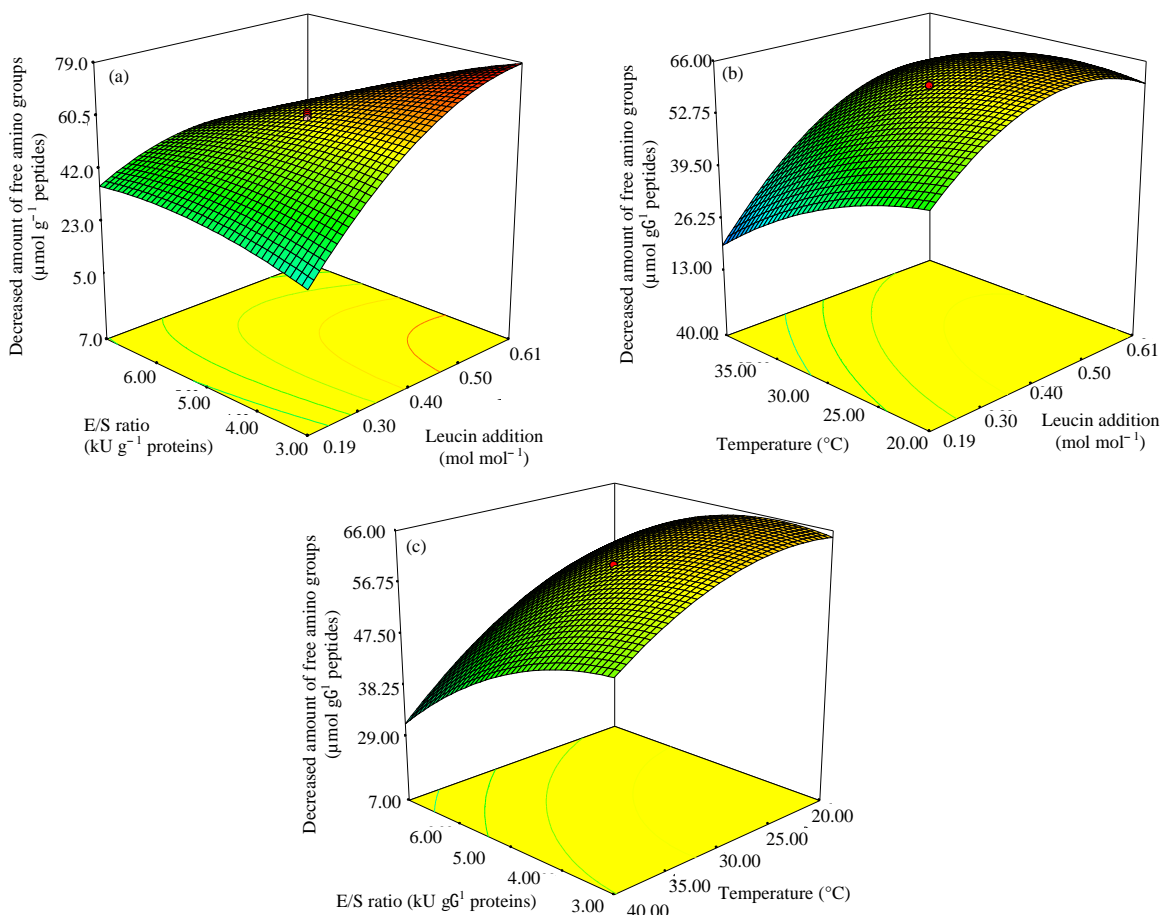 (a)
79.0
60.5
42.0
23.0
5.0
7.0
6.00
5.00
4.00
3.00
0.19
0.30
0.40
0.50
0.61
Decreased amount of free amino groups
(µmol g⁻¹ peptides)
E/S ratio
(kU g⁻¹ proteins)
Leucin addition
(mol mol⁻¹)
(b)
66.00
52.75
39.50
26.25
13.00
40.00
35.00
30.00
25.00
20.00
0.19
0.30
0.40
0.50
0.61
Decreased amount of free amino groups
(µmol gG¹ peptides)
Temperature (°C)
Leucin addition
(mol mol⁻¹)
(c)
66.00
56.75
47.50
38.25
29.00
7.00
6.00
5.00
4.00
3.00
40.00
35.00
30.00
25.00
20.00
Decreased amount of free amino groups
(µmol gG¹ peptides)
E/S ratio (kU gG¹ proteins)
Temperature (°C)